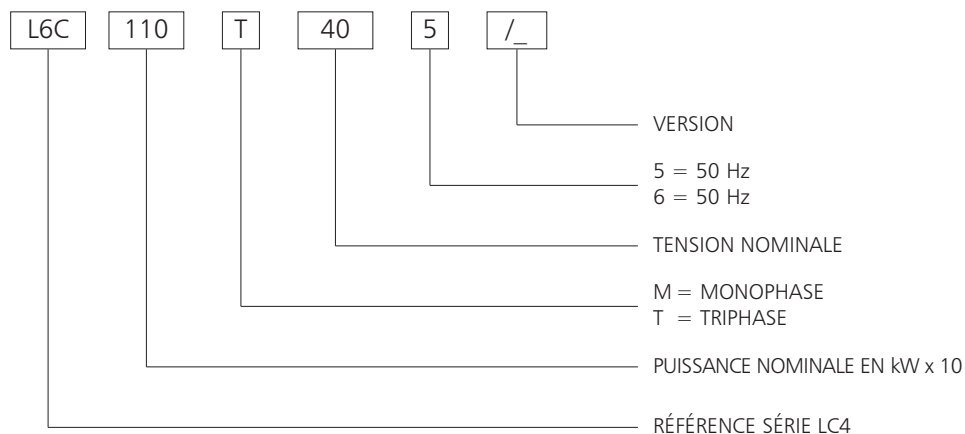 L6C 110 T 40 5 /_
VERSION
5 = 50 Hz
6 = 50 Hz
TENSION NOMINALE
M = MONOPHASE
T = TRIPHASE
PUISSANCE NOMINALE EN kW x 10
RÉFÉRENCE SÉRIE LC4